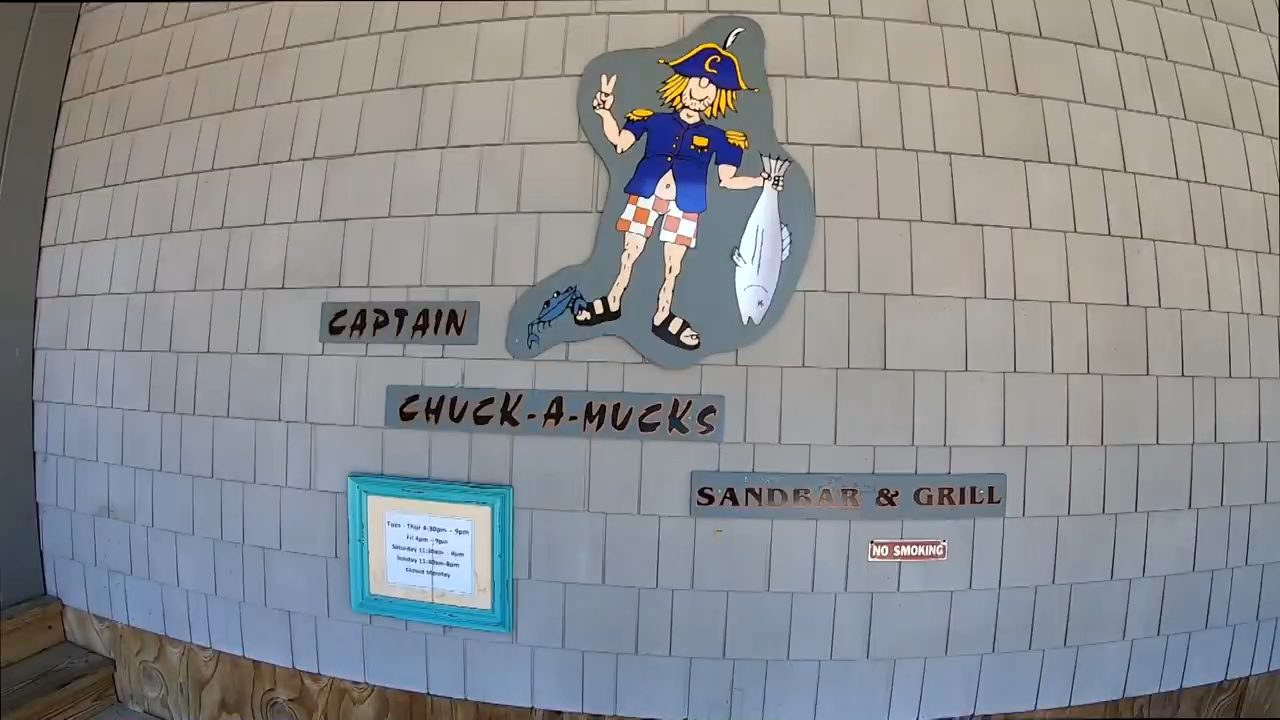 C
CAPTAIN
CHUCK-A-MUCKS
SANDBAR & GRILL
NO SMOKING
Tues - Thur 4:30pm - 9pm
Fri 4pm - 9pm
Saturday 11:30am - 9pm
Sunday 11:30am-8pm
Closed Monday